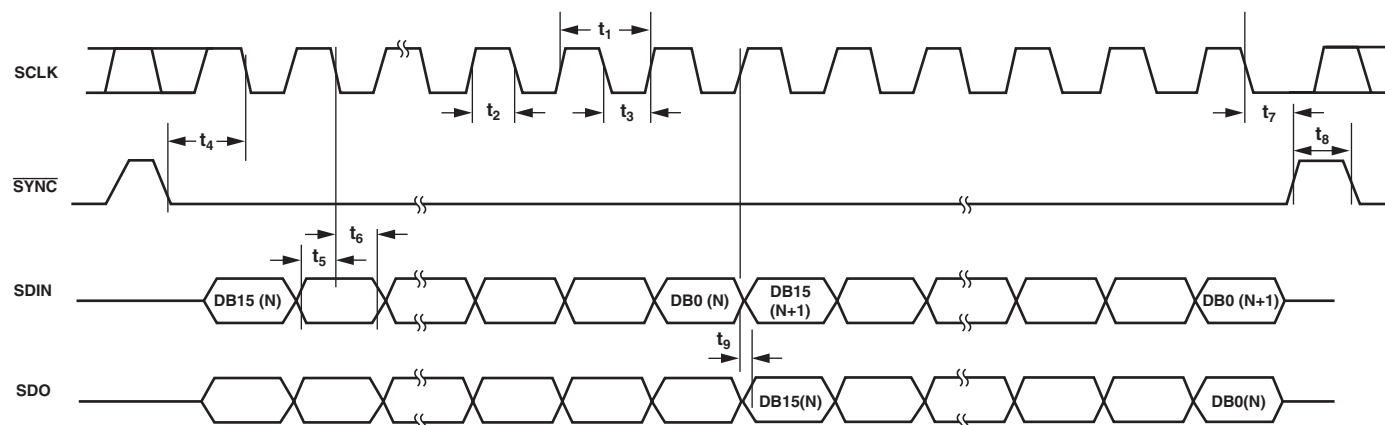 t₁
SCLK
t₂
t₃
t₇
t₄
t₈
SYNC
t₆
t₅
SDIN
DB15 (N)
DB0 (N)
DB15
(N+1)
DB0 (N+1)
t₉
SDO
DB15(N)
DB0(N)